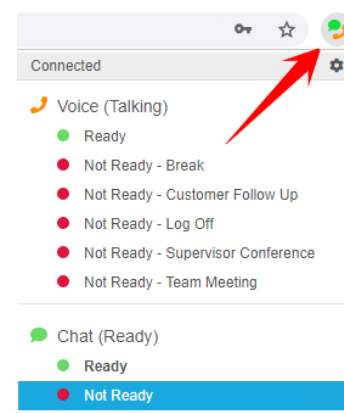 Connected
Voice (Talking)
Ready
Not Ready - Break
Not Ready - Customer Follow Up
Not Ready - Log Off
Not Ready - Supervisor Conference
Not Ready - Team Meeting
Chat (Ready)
Ready
Not Ready